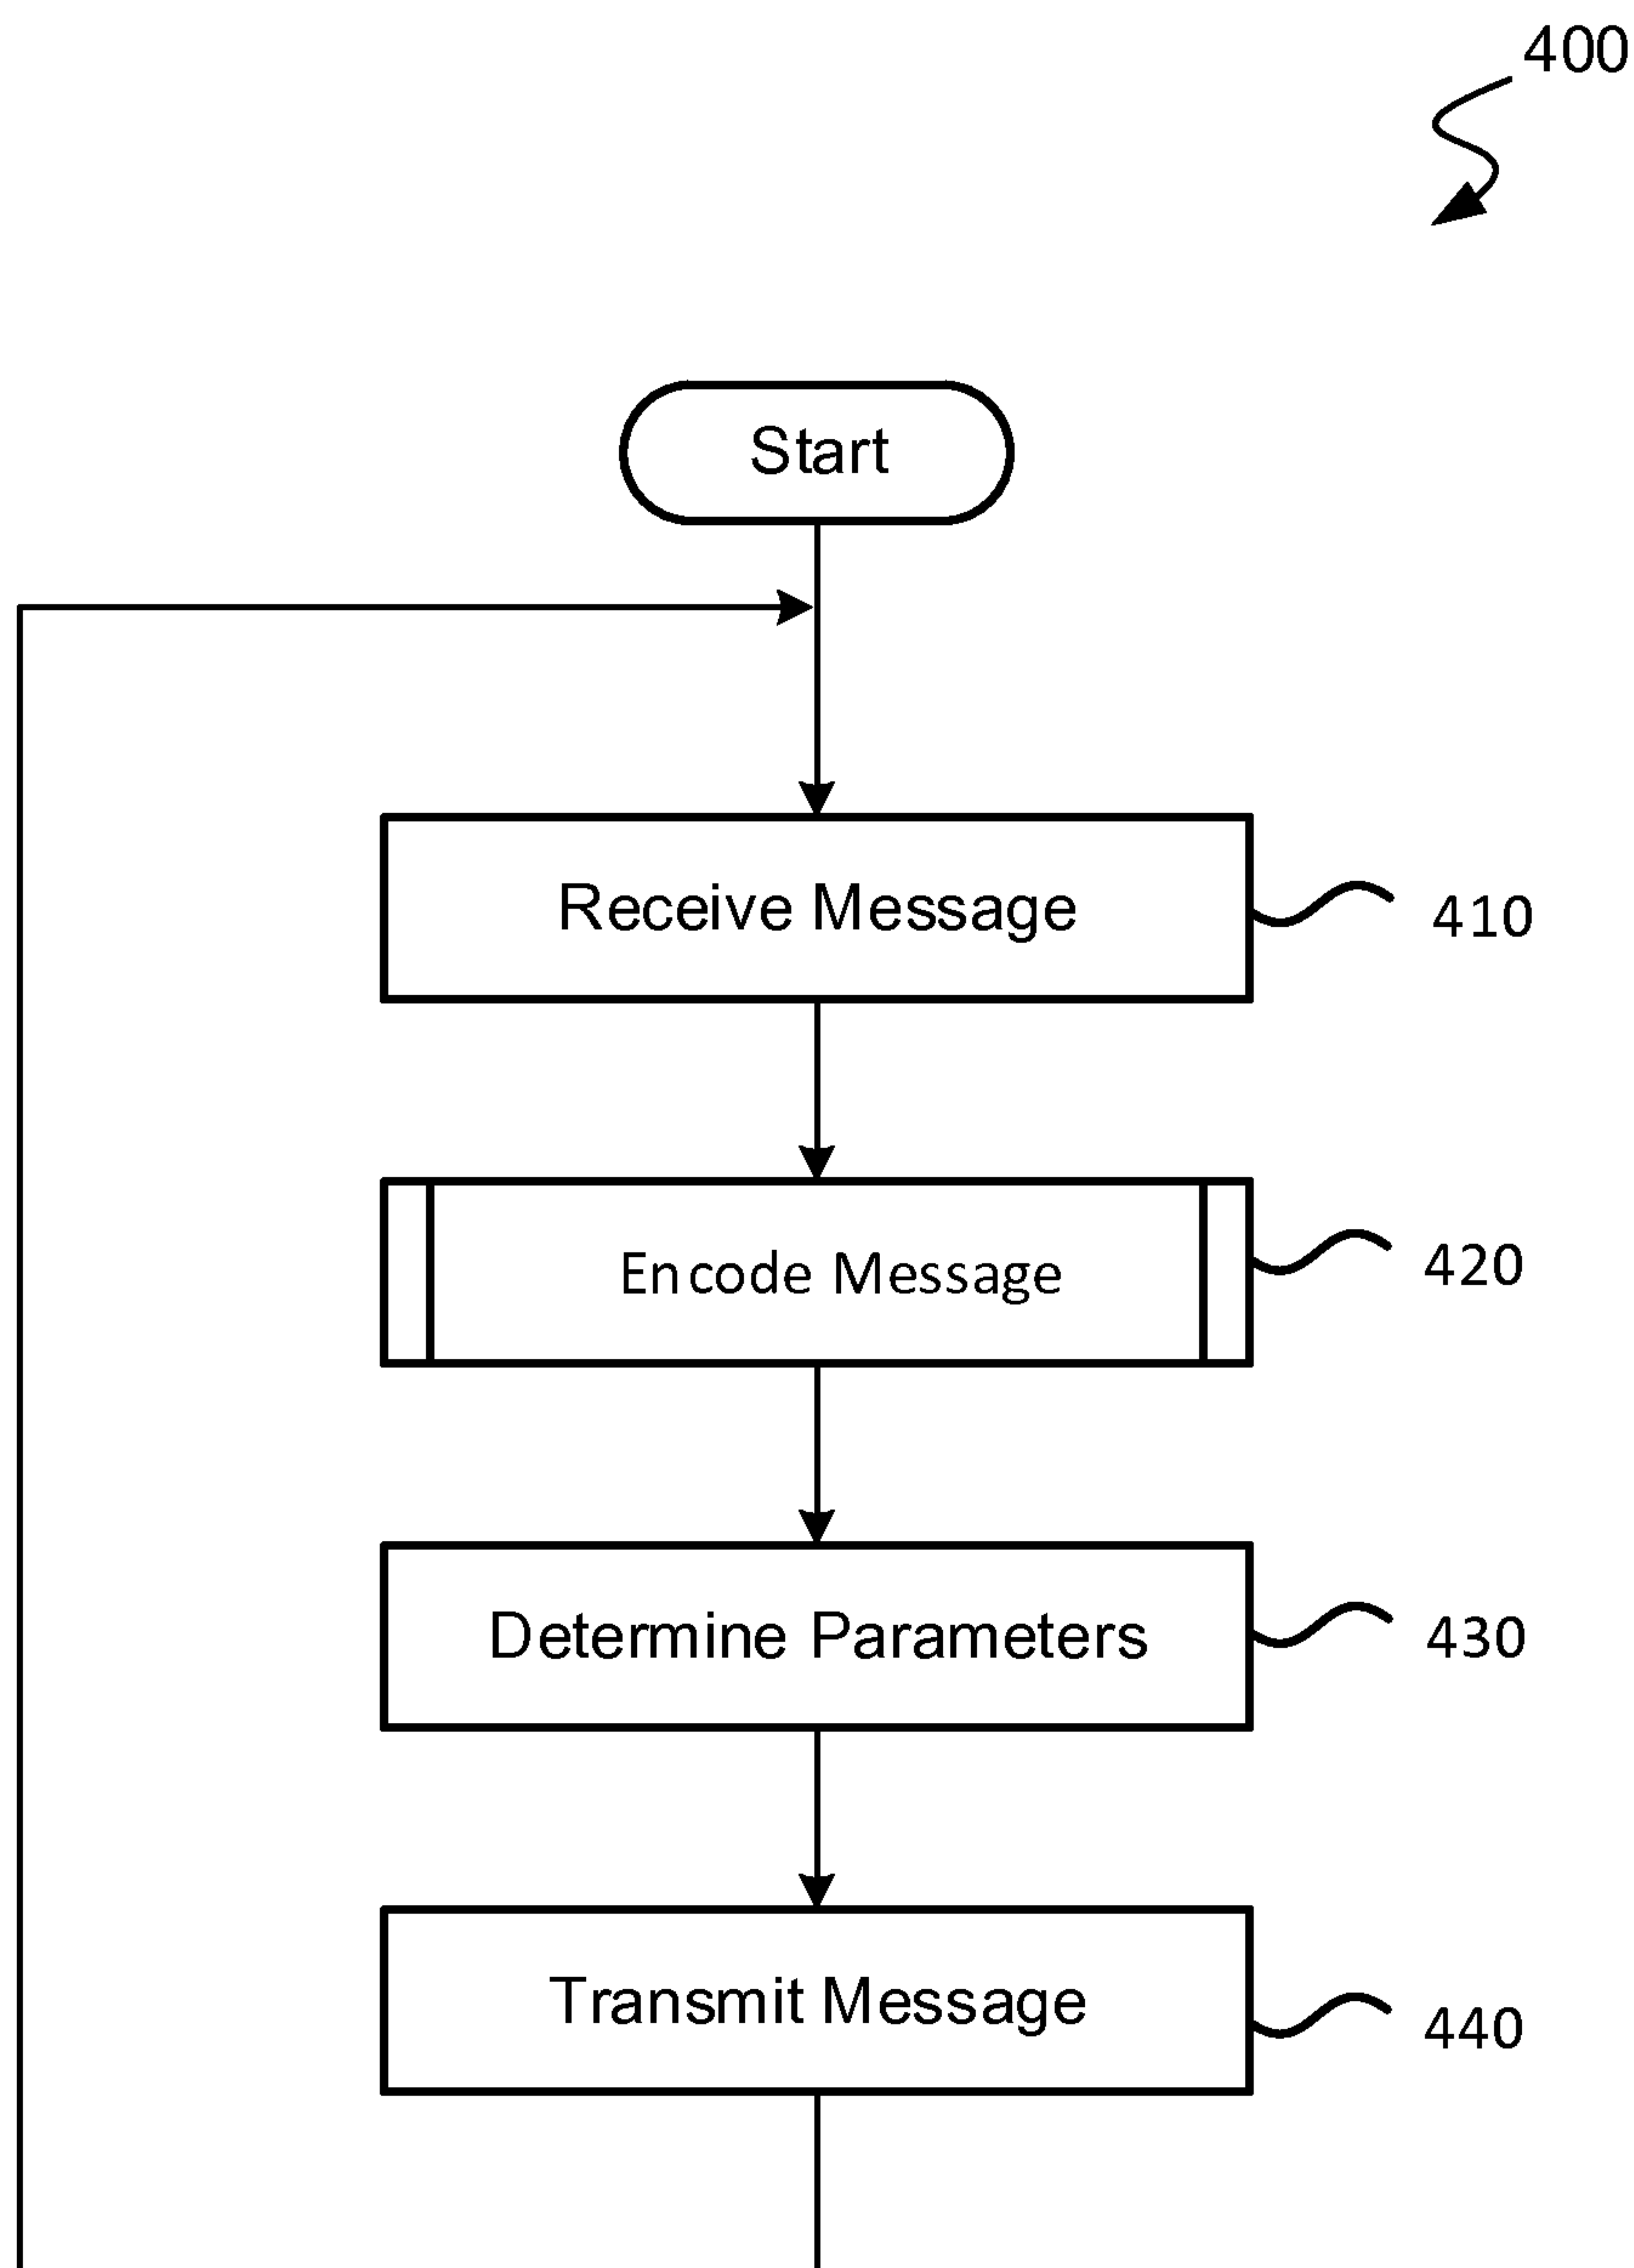 400
Start
Receive Message
410
Encode Message
420
Determine Parameters
430
Transmit Message
440